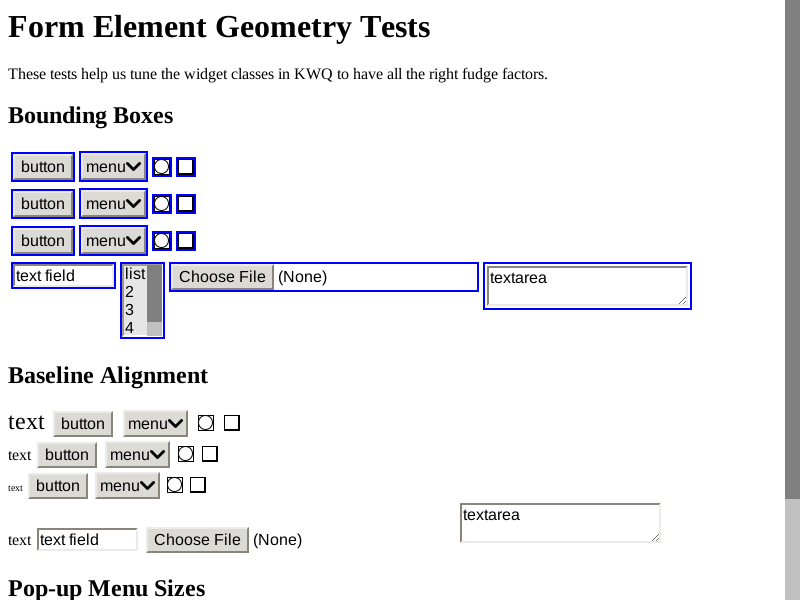 Form Element Geometry Tests
These tests help us tune the widget classes in KWQ to have all the right fudge factors.
Bounding Boxes
button menu
button menu
button menu
text field list Choose File (None) textarea
2
3
4
Baseline Alignment
text button menu
text button menu
text button menu
textarea
text text field Choose File (None)
Pop-up Menu Sizes